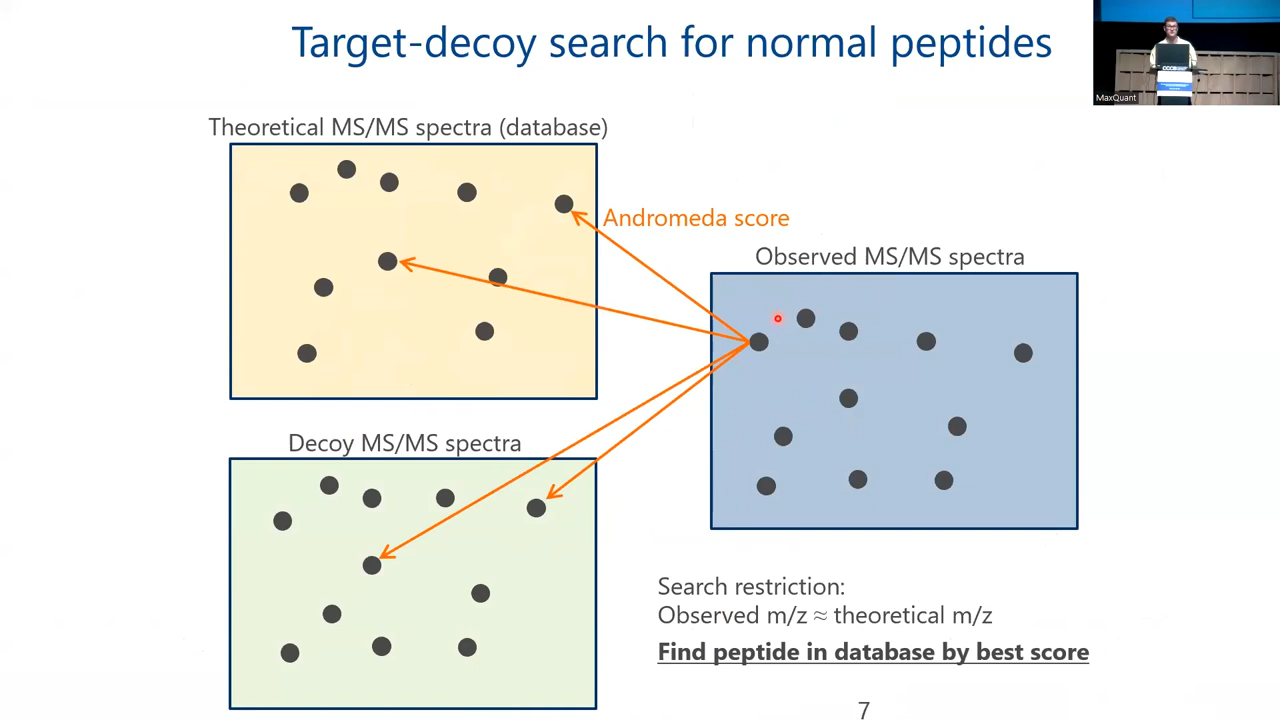 Target-decoy search for normal peptides
MaxQuant
Theoretical MS/MS spectra (database)
Andromeda score
Observed MS/MS spectra
Decoy MS/MS spectra
Search restriction:
Observed m/z ≈ theoretical m/z
Find peptide in database by best score
7